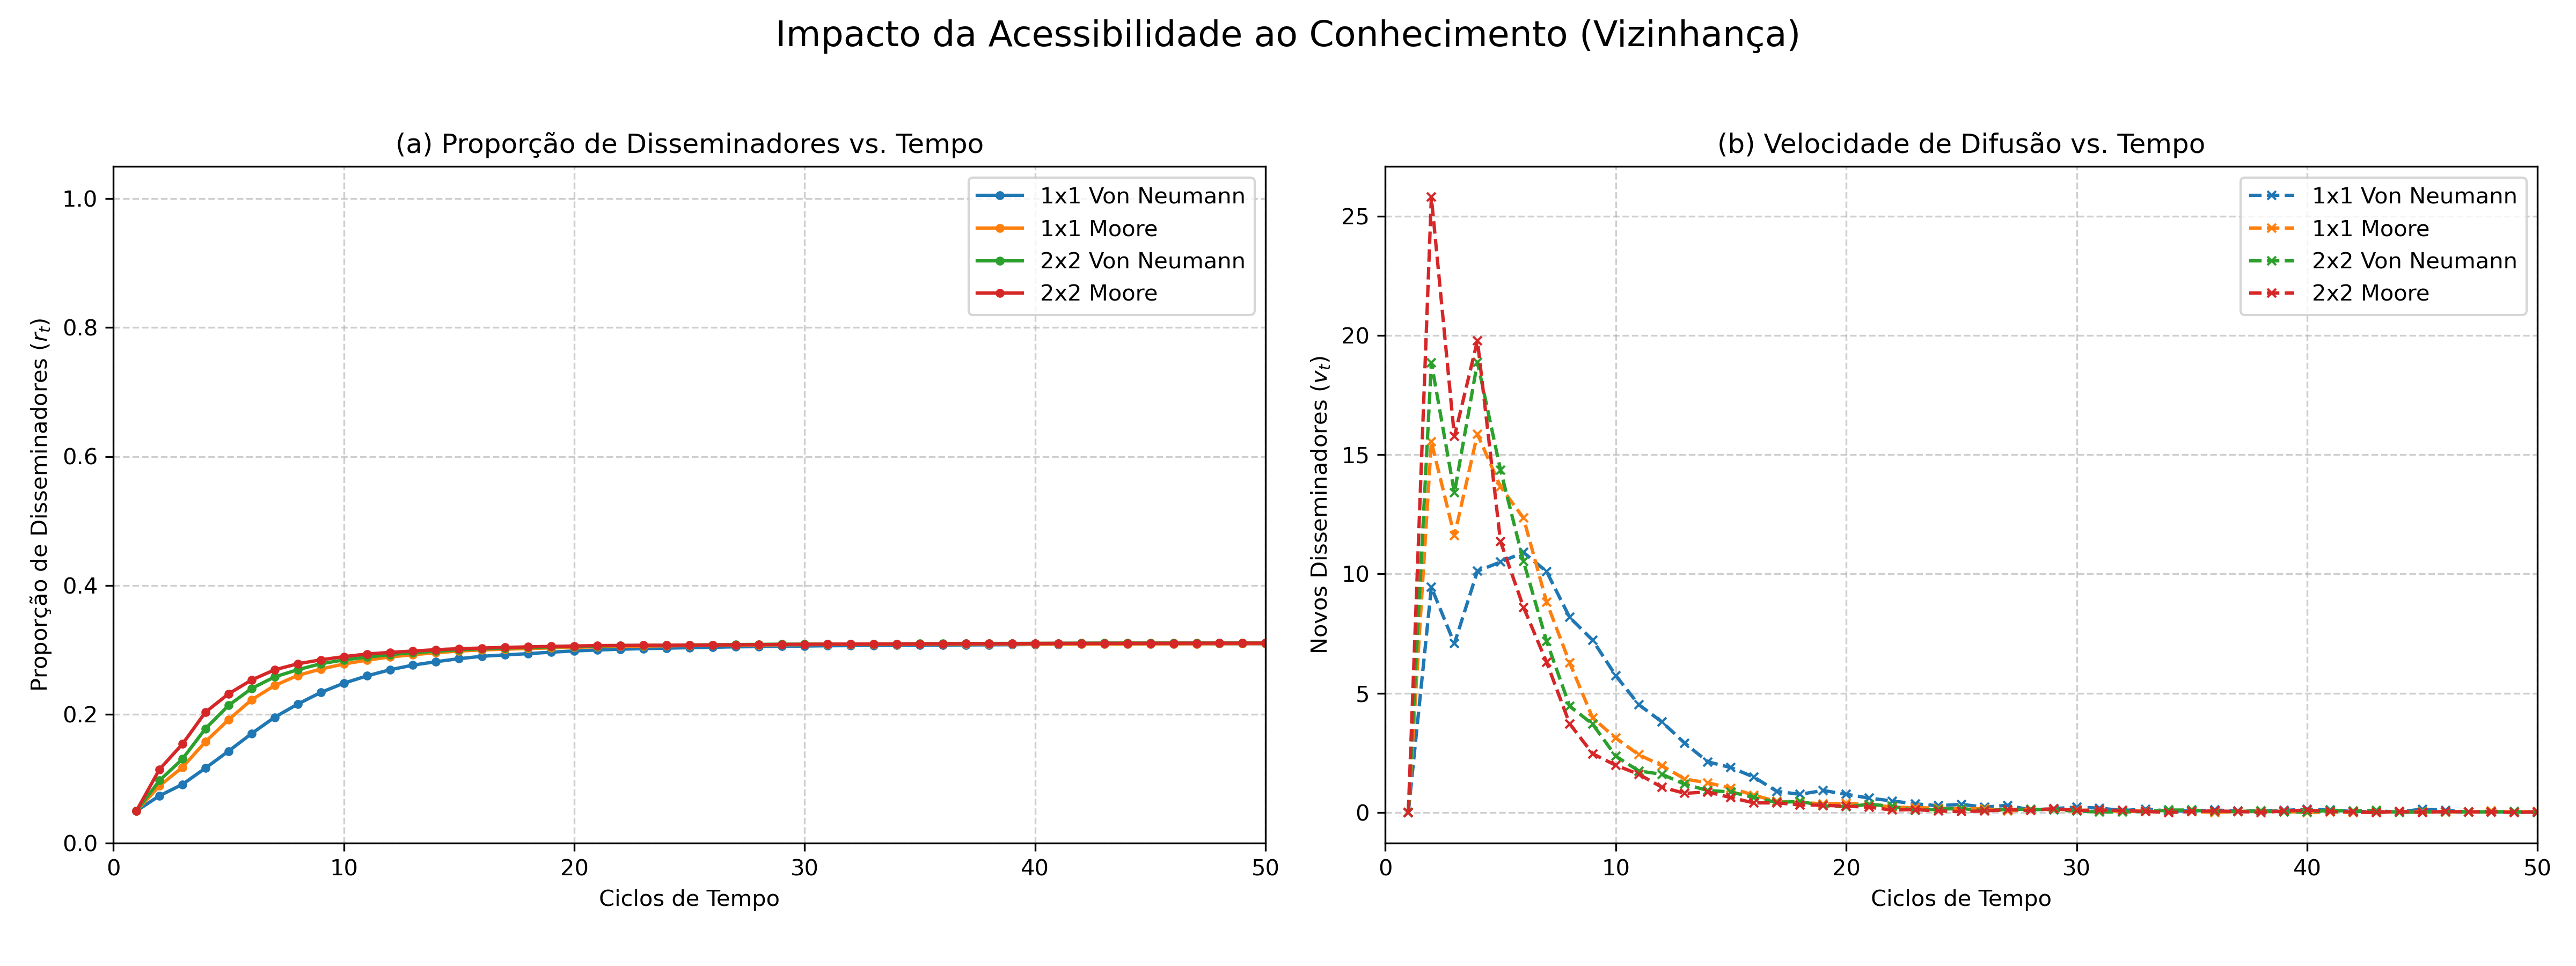 Impacto da Acessibilidade ao Conhecimento (Vizinhança)
(a) Proporção de Disseminadores vs. Tempo
Proporção de Disseminadores (r_t)
1.0
0.8
0.6
0.4
0.2
0.0
1x1 Von Neumann
1x1 Moore
2x2 Von Neumann
2x2 Moore
0 10 20 30 40 50
Ciclos de Tempo
(b) Velocidade de Difusão vs. Tempo
Novos Disseminadores (v_t)
25
20
15
10
5
0
1x1 Von Neumann
1x1 Moore
2x2 Von Neumann
2x2 Moore
0 10 20 30 40 50
Ciclos de Tempo